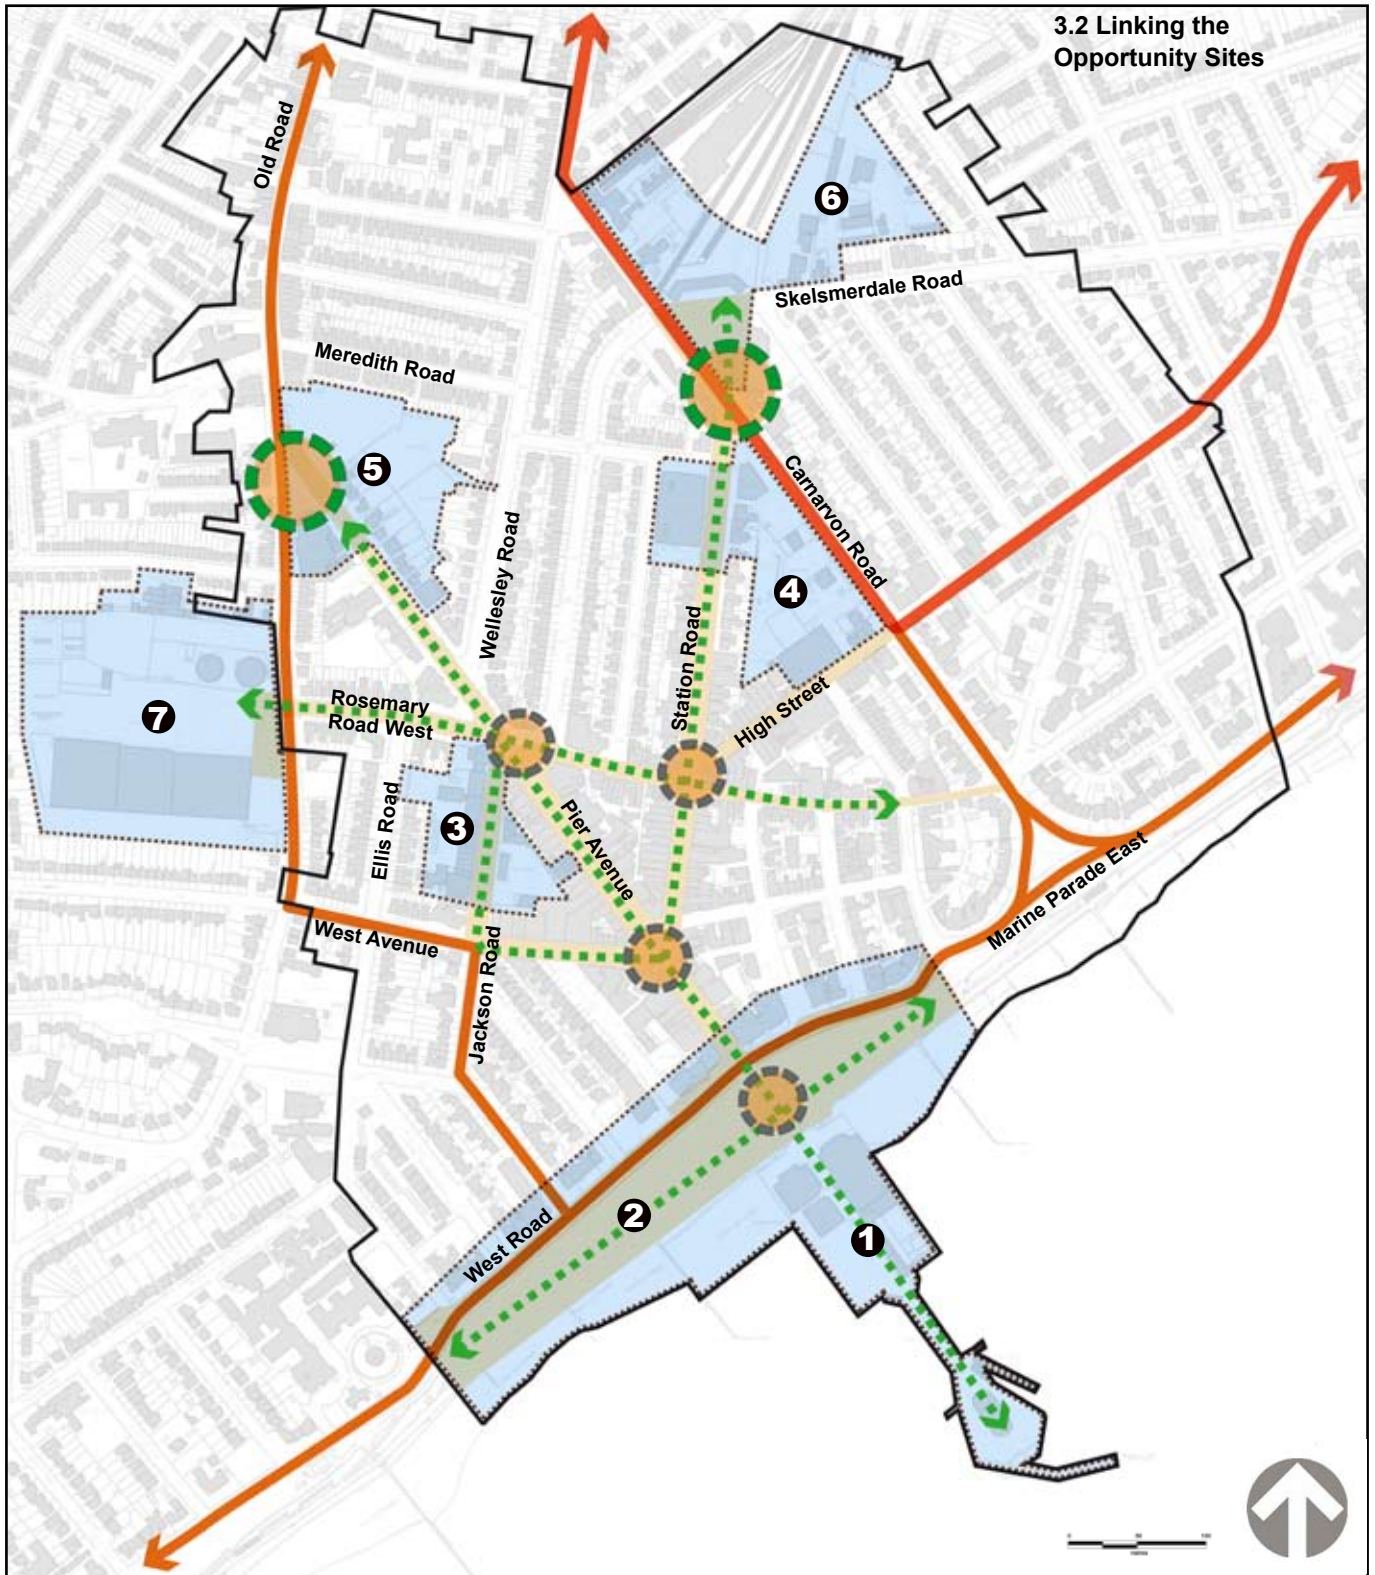 3.2 Linking the
Opportunity Sites
Old Road
6
Skelsmerdale Road
Meredith Road
5
Carnarvon Road
Wellesley Road
4
Station Road
Rosemary
Road West
7
High Street
Ellis Road
3
Pier Avenue
Marine Parade East
West Avenue
Jackson Road
2
West Road
1